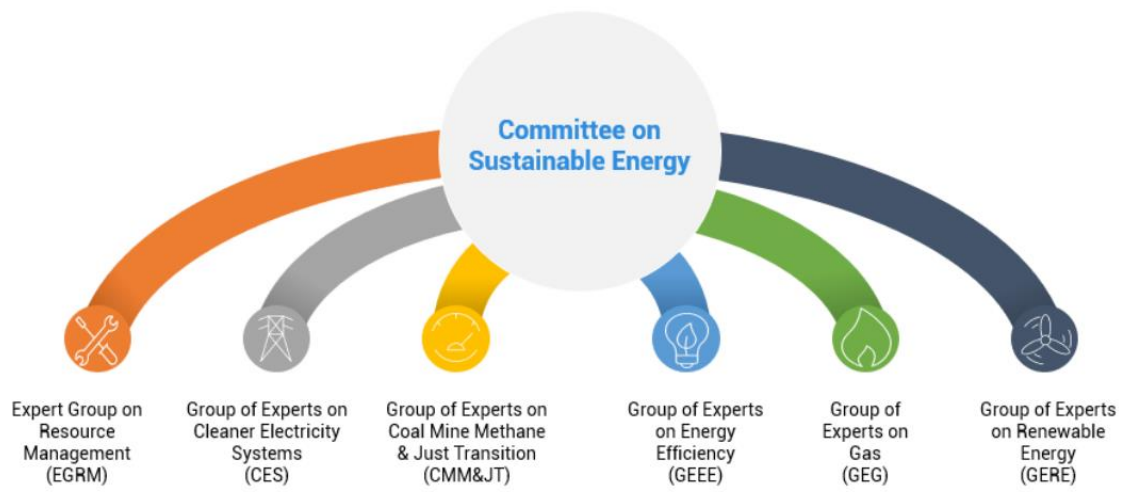 Committee on
Sustainable Energy
Expert Group on
Resource
Management
(EGRM)
Group of Experts on
Cleaner Electricity
Systems
(CES)
Group of Experts on
Coal Mine Methane
& Just Transition
(CMM&JT)
Group of Experts
on Energy
Efficiency
(GEEE)
Group of
Experts on
Gas
(GEG)
Group of Experts
on Renewable
Energy
(GERE)